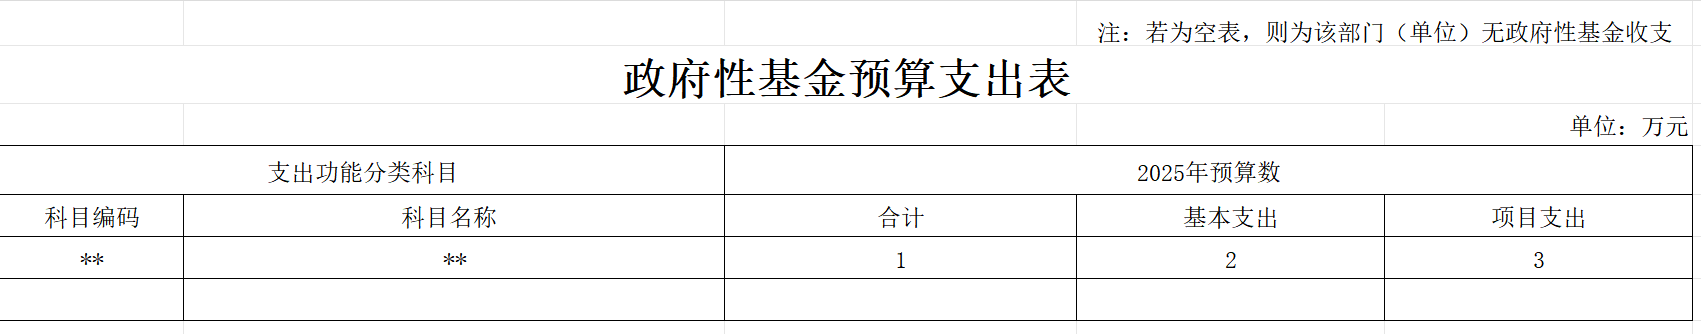 注：若为空表，则为该部门（单位）无政府性基金收支
政府性基金预算支出表
单位：万元
支出功能分类科目 2025年预算数
科目编码 科目名称 合计 基本支出 项目支出
** ** 1 2 3